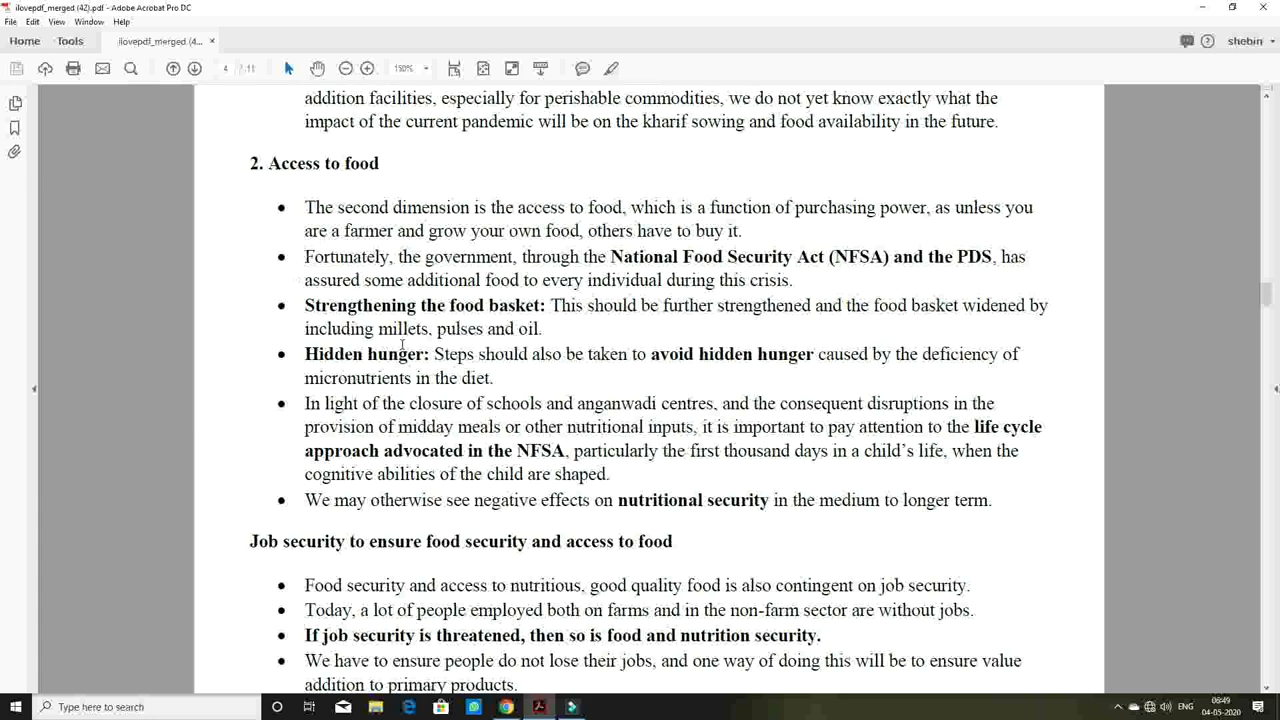 ilovepdf_merged (42).pdf - Adobe Acrobat Pro DC
File Edit View Window Help
Home Tools ilovepdf_merged (4... × shebin
4 / 11 150%
addition facilities, especially for perishable commodities, we do not yet know exactly what the
impact of the current pandemic will be on the kharif sowing and food availability in the future.
2. Access to food
• The second dimension is the access to food, which is a function of purchasing power, as unless you
are a farmer and grow your own food, others have to buy it.
• Fortunately, the government, through the National Food Security Act (NFSA) and the PDS, has
assured some additional food to every individual during this crisis.
• Strengthening the food basket: This should be further strengthened and the food basket widened by
including millets, pulses and oil.
• Hidden hunger: Steps should also be taken to avoid hidden hunger caused by the deficiency of
micronutrients in the diet.
• In light of the closure of schools and anganwadi centres, and the consequent disruptions in the
provision of midday meals or other nutritional inputs, it is important to pay attention to the life cycle
approach advocated in the NFSA, particularly the first thousand days in a child's life, when the
cognitive abilities of the child are shaped.
• We may otherwise see negative effects on nutritional security in the medium to longer term.
Job security to ensure food security and access to food
• Food security and access to nutritious, good quality food is also contingent on job security.
• Today, a lot of people employed both on farms and in the non-farm sector are without jobs.
• If job security is threatened, then so is food and nutrition security.
• We have to ensure people do not lose their jobs, and one way of doing this will be to ensure value
addition to primary products.
Type here to search
ENG
06:49
04-05-2020